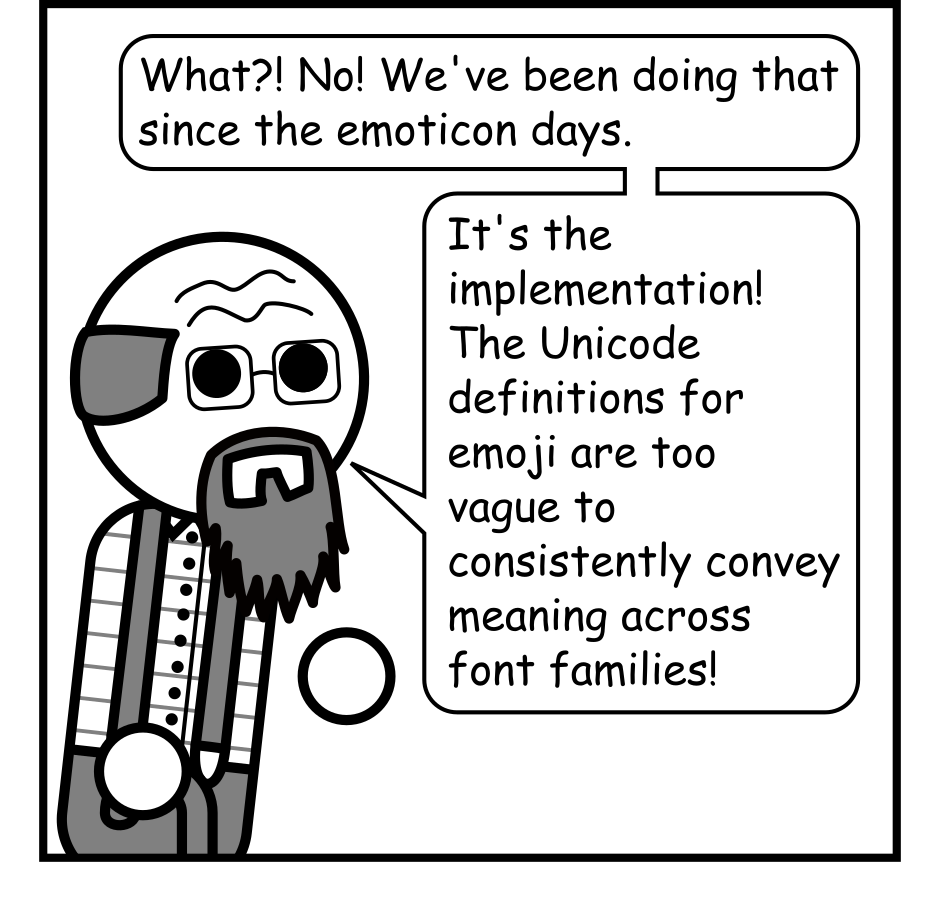 What?! No! We've been doing that
since the emoticon days.
It's the
implementation!
The Unicode
definitions for
emoji are too
vague to
consistently convey
meaning across
font families!